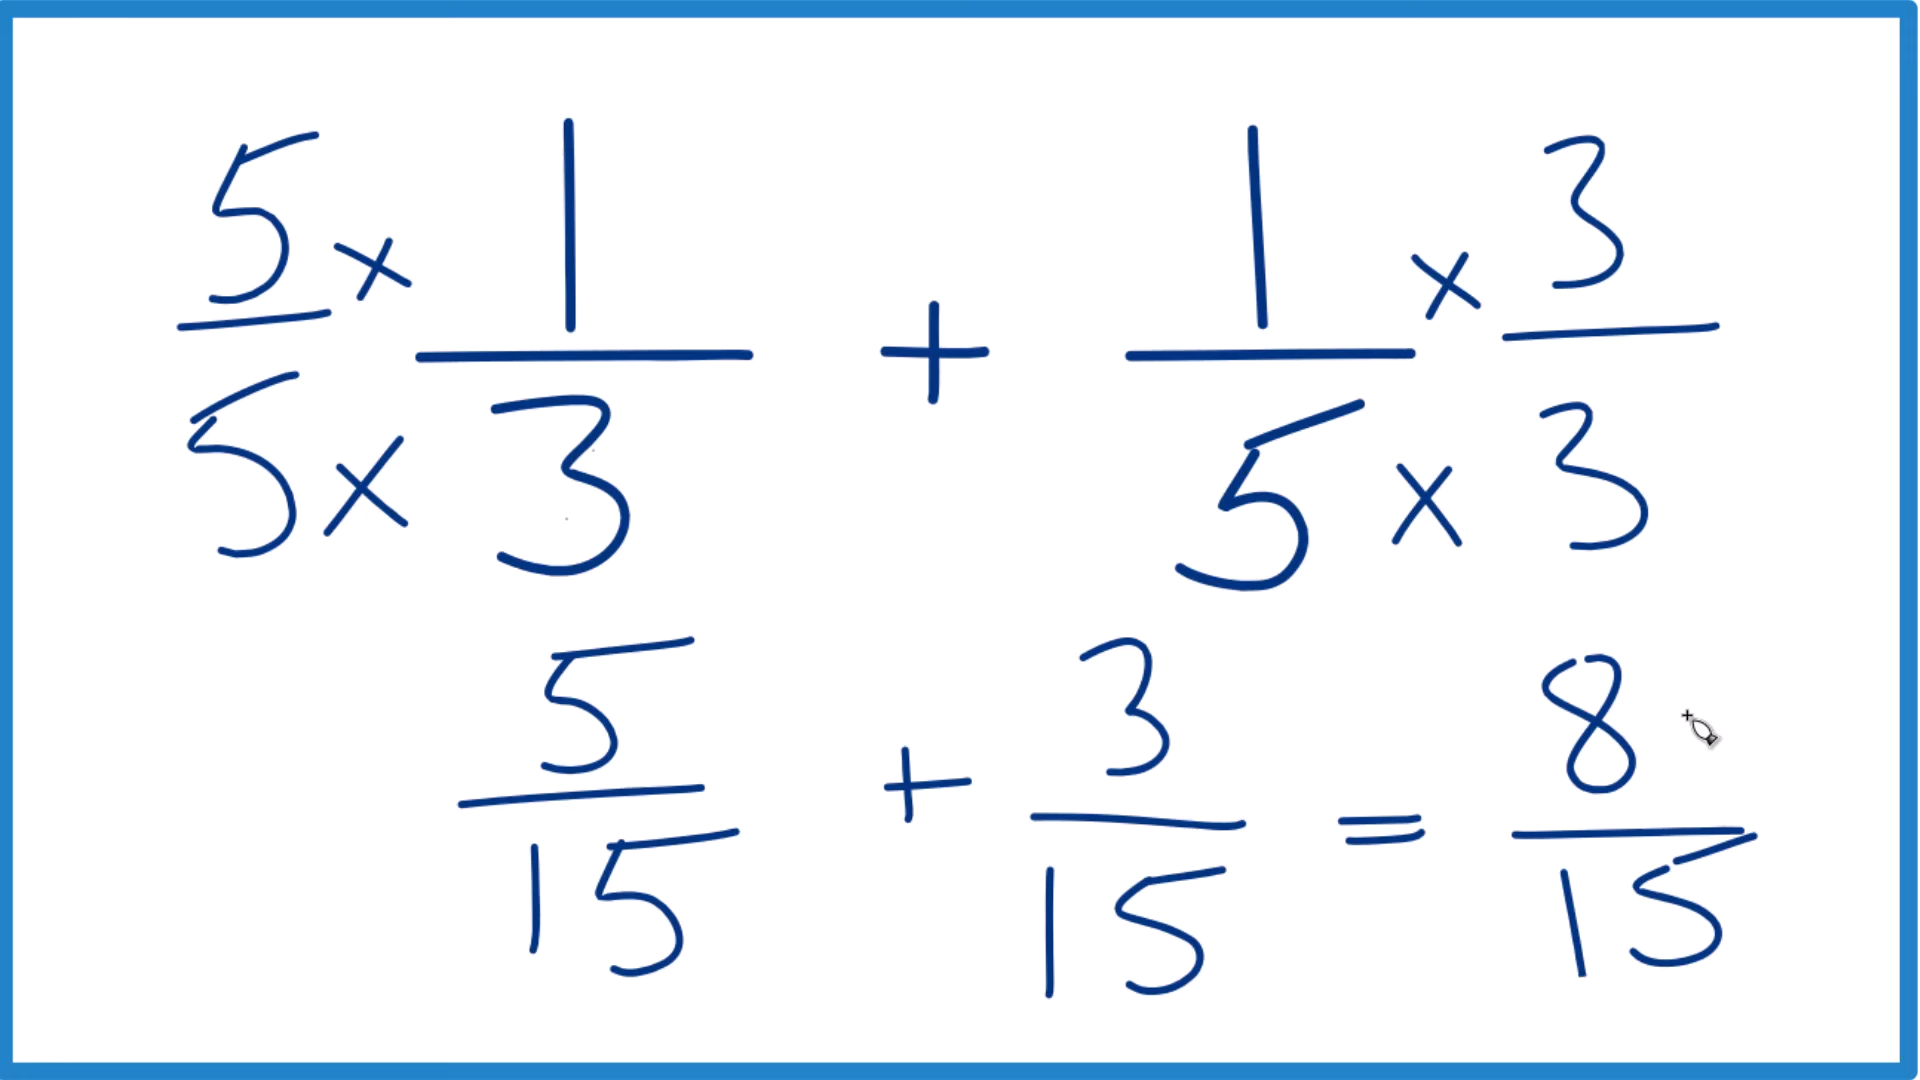 5/5 × 1/3 + 1/5 × 3/3
5/15 + 3/15 = 8/15